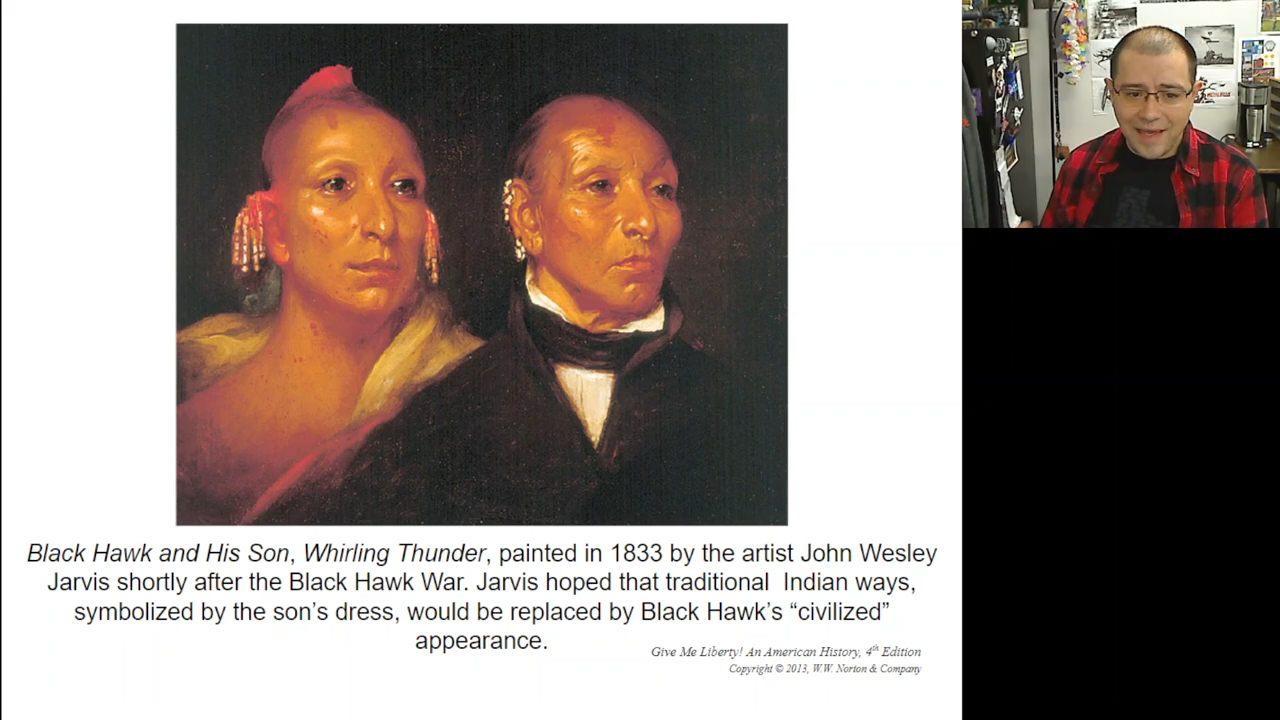 Black Hawk and His Son, Whirling Thunder, painted in 1833 by the artist John Wesley
Jarvis shortly after the Black Hawk War. Jarvis hoped that traditional  Indian ways,
symbolized by the son’s dress, would be replaced by Black Hawk’s “civilized”
appearance.
Give Me Liberty! An American History, 4th Edition
Copyright © 2013, W.W. Norton & Company